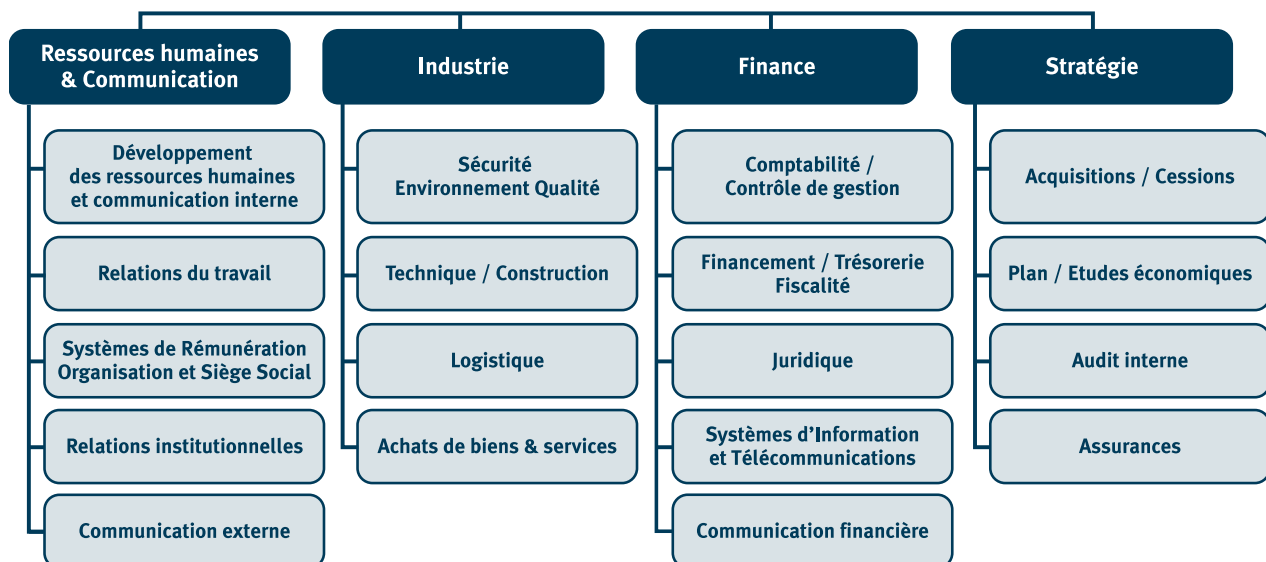 Ressources humaines
& Communication
Développement
des ressources humaines
et communication interne
Relations du travail
Systèmes de Rémunération
Organisation et Siège Social
Relations institutionnelles
Communication externe
Industrie
Sécurité
Environnement Qualité
Technique / Construction
Logistique
Achats de biens & services
Finance
Comptabilité /
Contrôle de gestion
Financement / Trésorerie
Fiscalité
Juridique
Systèmes d’Information
et Télécommunications
Communication financière
Stratégie
Acquisitions / Cessions
Plan / Etudes économiques
Audit interne
Assurances